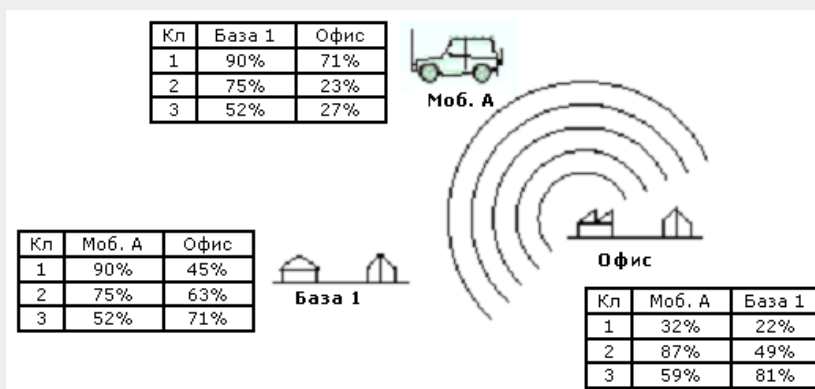 Кл База 1 Офис
1 90% 71%
2 75% 23%
3 52% 27%
Моб. А
Кл Моб. А Офис
1 90% 45%
2 75% 63%
3 52% 71%
База 1
Офис
Кл Моб. А База 1
1 32% 22%
2 87% 49%
3 59% 81%